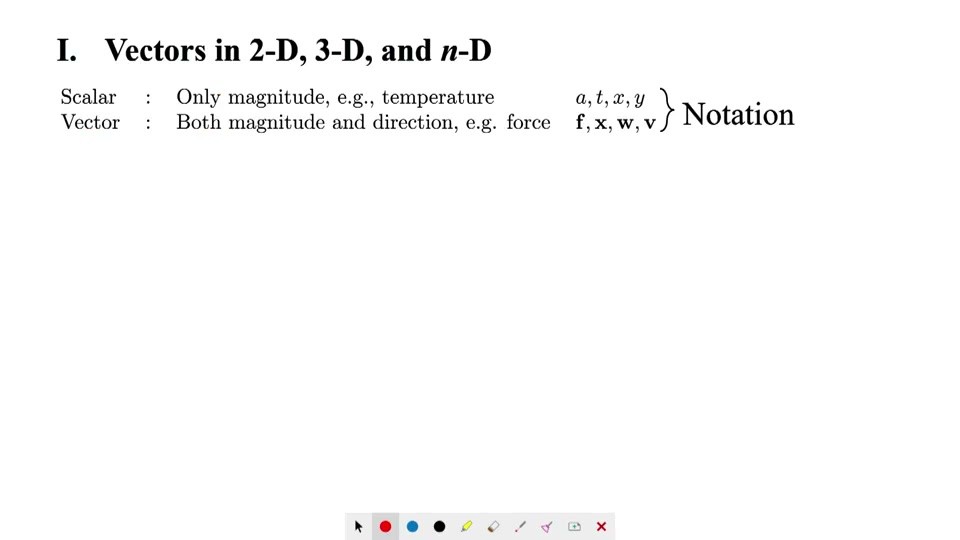 I. Vectors in 2-D, 3-D, and n-D
Scalar : Only magnitude, e.g., temperature a, t, x, y
Vector : Both magnitude and direction, e.g. force f, x, w, v
} Notation